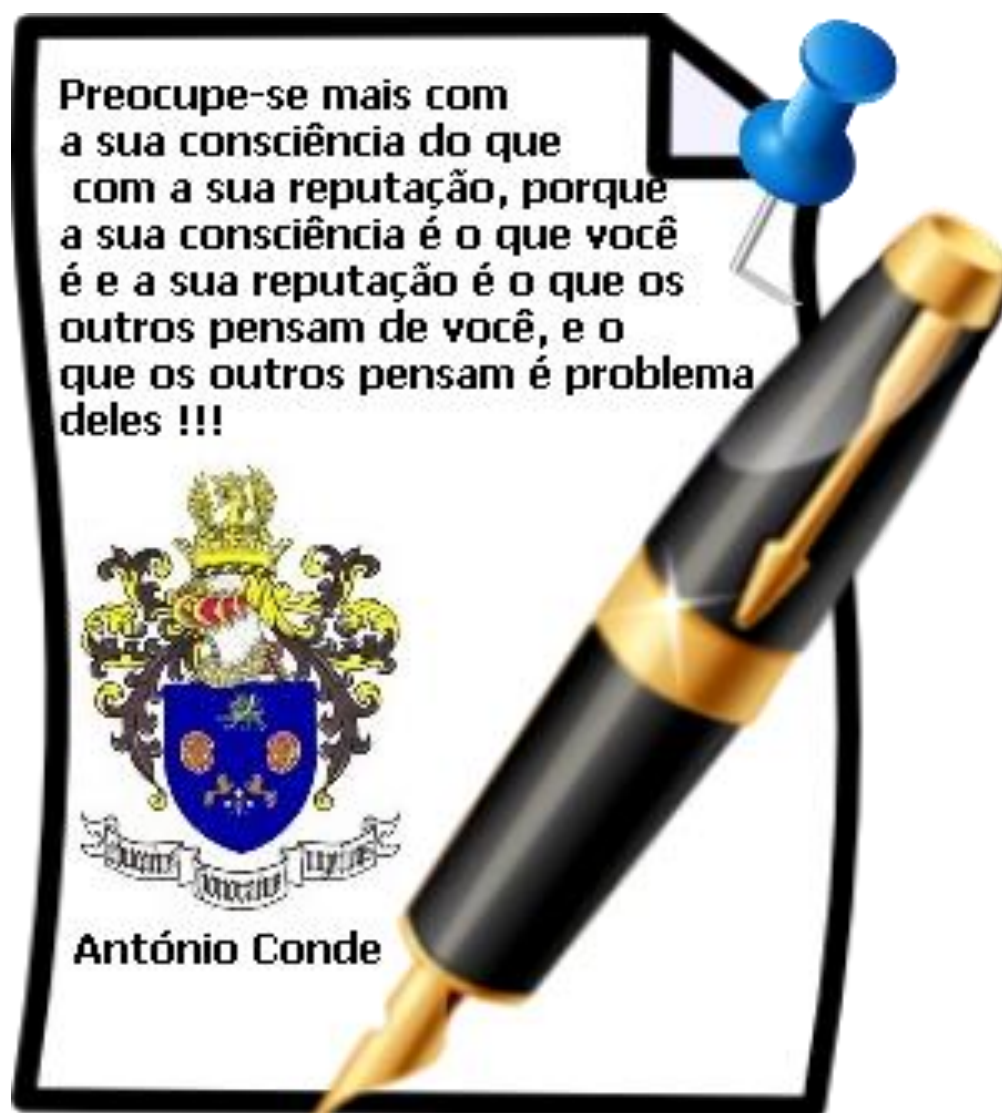 Preocupe-se mais com
a sua consciência do que
com a sua reputação, porque
a sua consciência é o que você
é e a sua reputação é o que os
outros pensam de você, e o
que os outros pensam é problema
deles !!!
António Conde